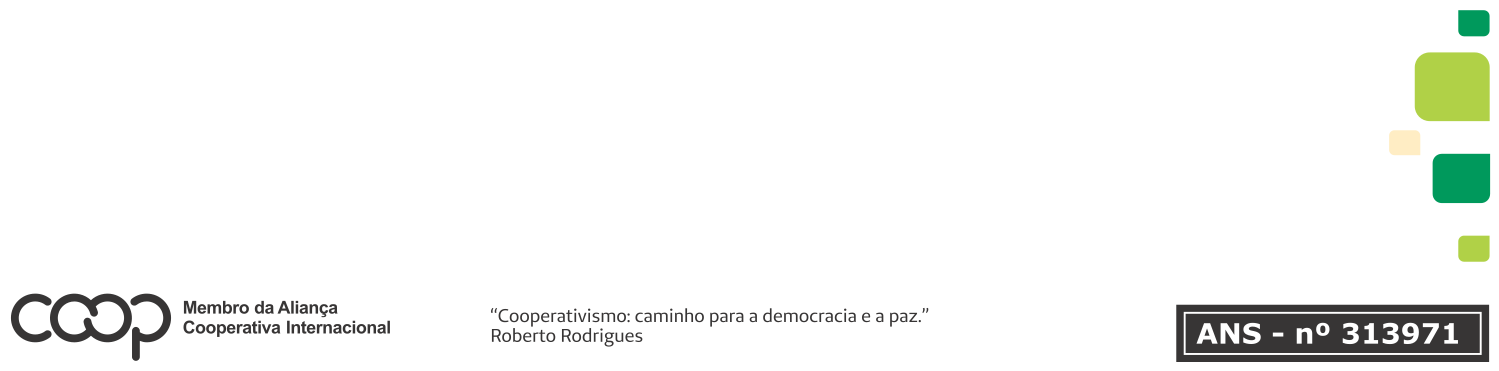 coop
Membro da Aliança
Cooperativa Internacional
“Cooperativismo: caminho para a democracia e a paz.”
Roberto Rodrigues
ANS - nº 313971